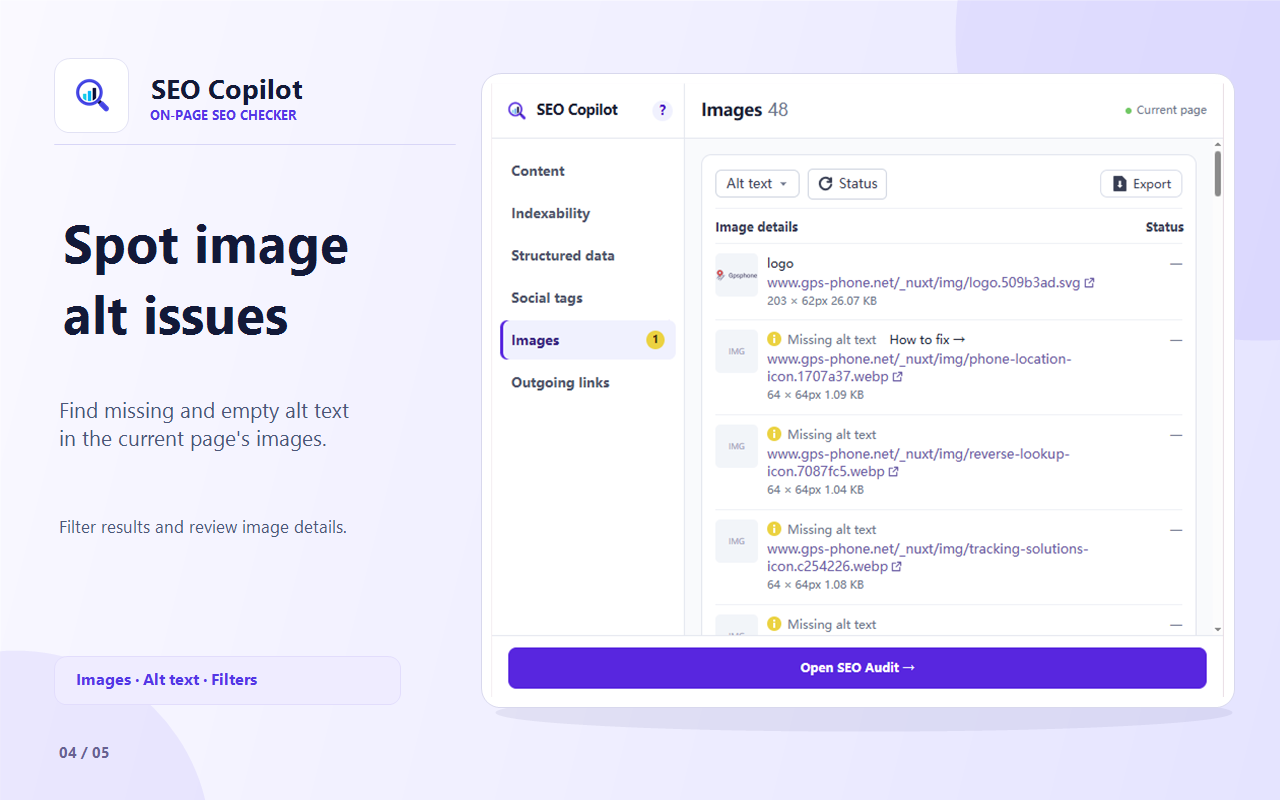 SEO Copilot
ON-PAGE SEO CHECKER
Spot image
alt issues
Find missing and empty alt text
in the current page's images.
Filter results and review image details.
Images · Alt text · Filters
04 / 05
SEO Copilot ?
Content
Indexability
Structured data
Social tags
Images 1
Outgoing links
Images 48
Current page
Alt text
Status
Export
Image details Status
Gpsphone
logo —
www.gps-phone.net/_nuxt/img/logo.509b3ad.svg
203 × 62px 26.07 KB
IMG
Missing alt text How to fix → —
www.gps-phone.net/_nuxt/img/phone-location-
icon.1707a37.webp
64 × 64px 1.09 KB
IMG
Missing alt text —
www.gps-phone.net/_nuxt/img/reverse-lookup-
icon.7087fc5.webp
64 × 64px 1.04 KB
IMG
Missing alt text —
www.gps-phone.net/_nuxt/img/tracking-solutions-
icon.c254226.webp
64 × 64px 1.08 KB
IMG
Missing alt text —
Open SEO Audit →